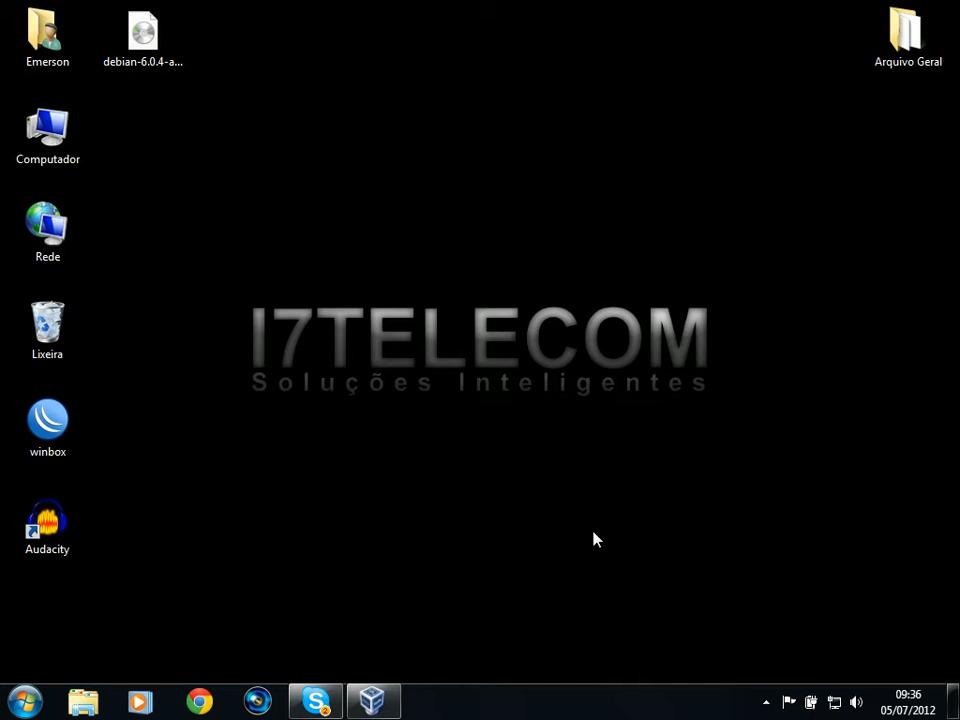 Emerson
debian-6.0.4-a...
Arquivo Geral
Computador
Rede
I7TELECOM
Soluções Inteligentes
Lixeira
winbox
Audacity
2
09:36
05/07/2012